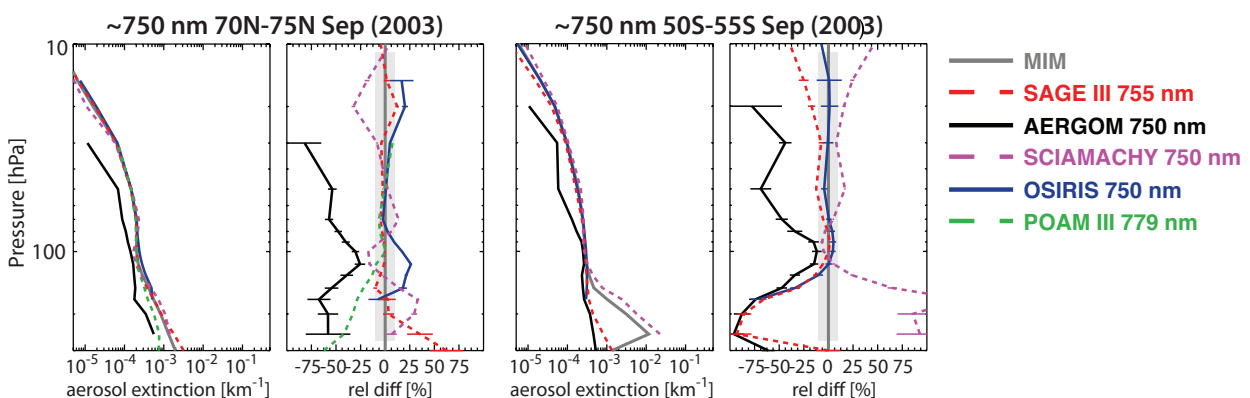 ~750 nm 70N-75N Sep (2003)
~750 nm 50S-55S Sep (2003)
Pressure [hPa]
10
100
10⁻⁵ 10⁻⁴ 10⁻³ 10⁻² 10⁻¹
aerosol extinction [km⁻¹]
-75-50-25 0 25 50 75
rel diff [%]
10⁻⁵ 10⁻⁴ 10⁻³ 10⁻² 10⁻¹
aerosol extinction [km⁻¹]
-75-50-25 0 25 50 75
rel diff [%]
MIM
SAGE III 755 nm
AERGOM 750 nm
SCIAMACHY 750 nm
OSIRIS 750 nm
POAM III 779 nm